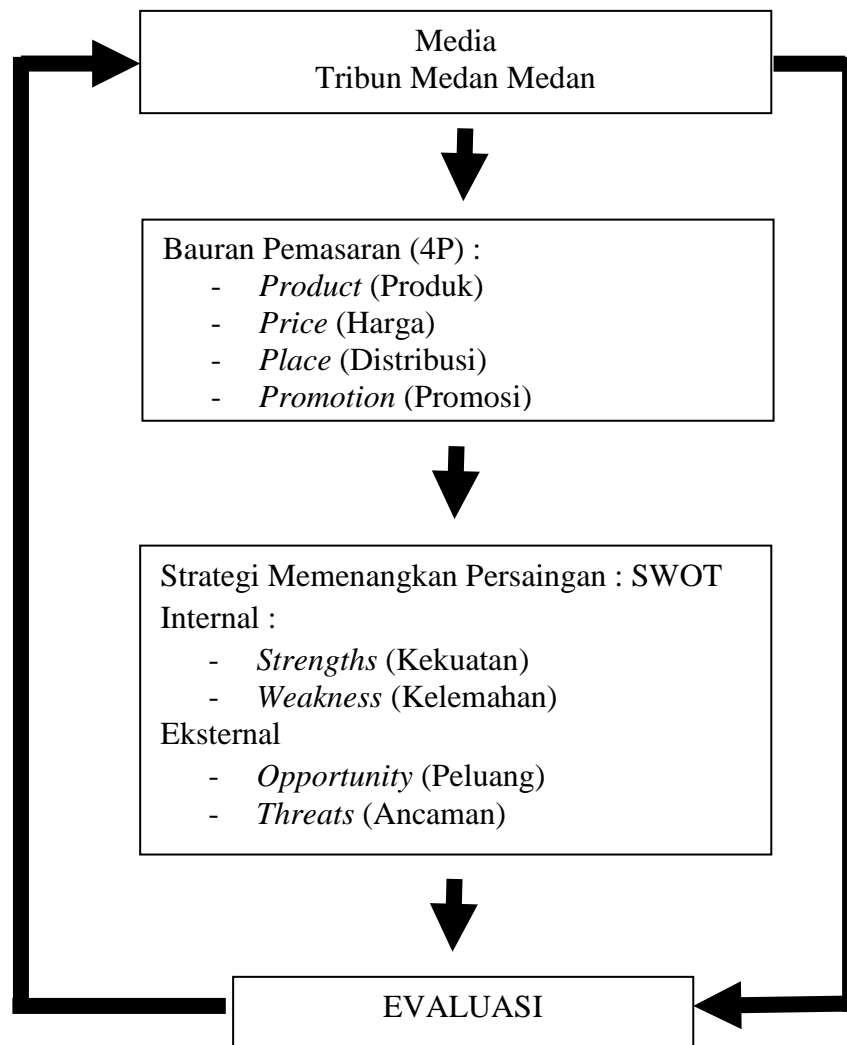 Media
Tribun Medan Medan
Bauran Pemasaran (4P) :
- Product (Produk)
- Price (Harga)
- Place (Distribusi)
- Promotion (Promosi)
Strategi Memenangkan Persaingan : SWOT
Internal :
- Strengths (Kekuatan)
- Weakness (Kelemahan)
Eksternal
- Opportunity (Peluang)
- Threats (Ancaman)
EVALUASI